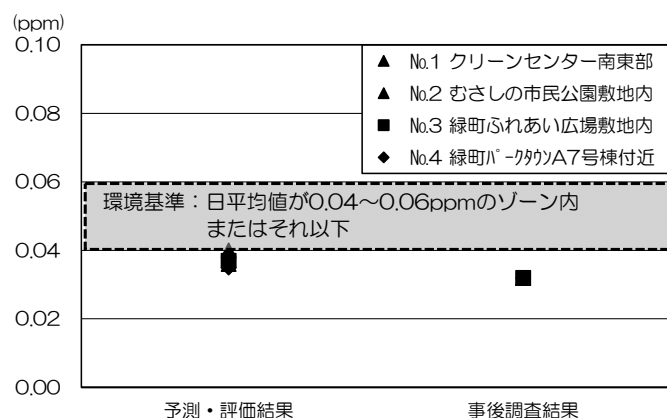 (ppm)
0.10
0.08
0.06
0.04
0.02
0.00
▲ №1 クリーンセンター南東部
▲ №2 むさしの市民公園敷地内
■ №3 緑町ふれあい広場敷地内
◆ №4 緑町ﾊﾟｰｸﾀｳﾝA7号棟付近
環境基準：日平均値が0.04～0.06ppmのゾーン内
またはそれ以下
予測・評価結果
事後調査結果